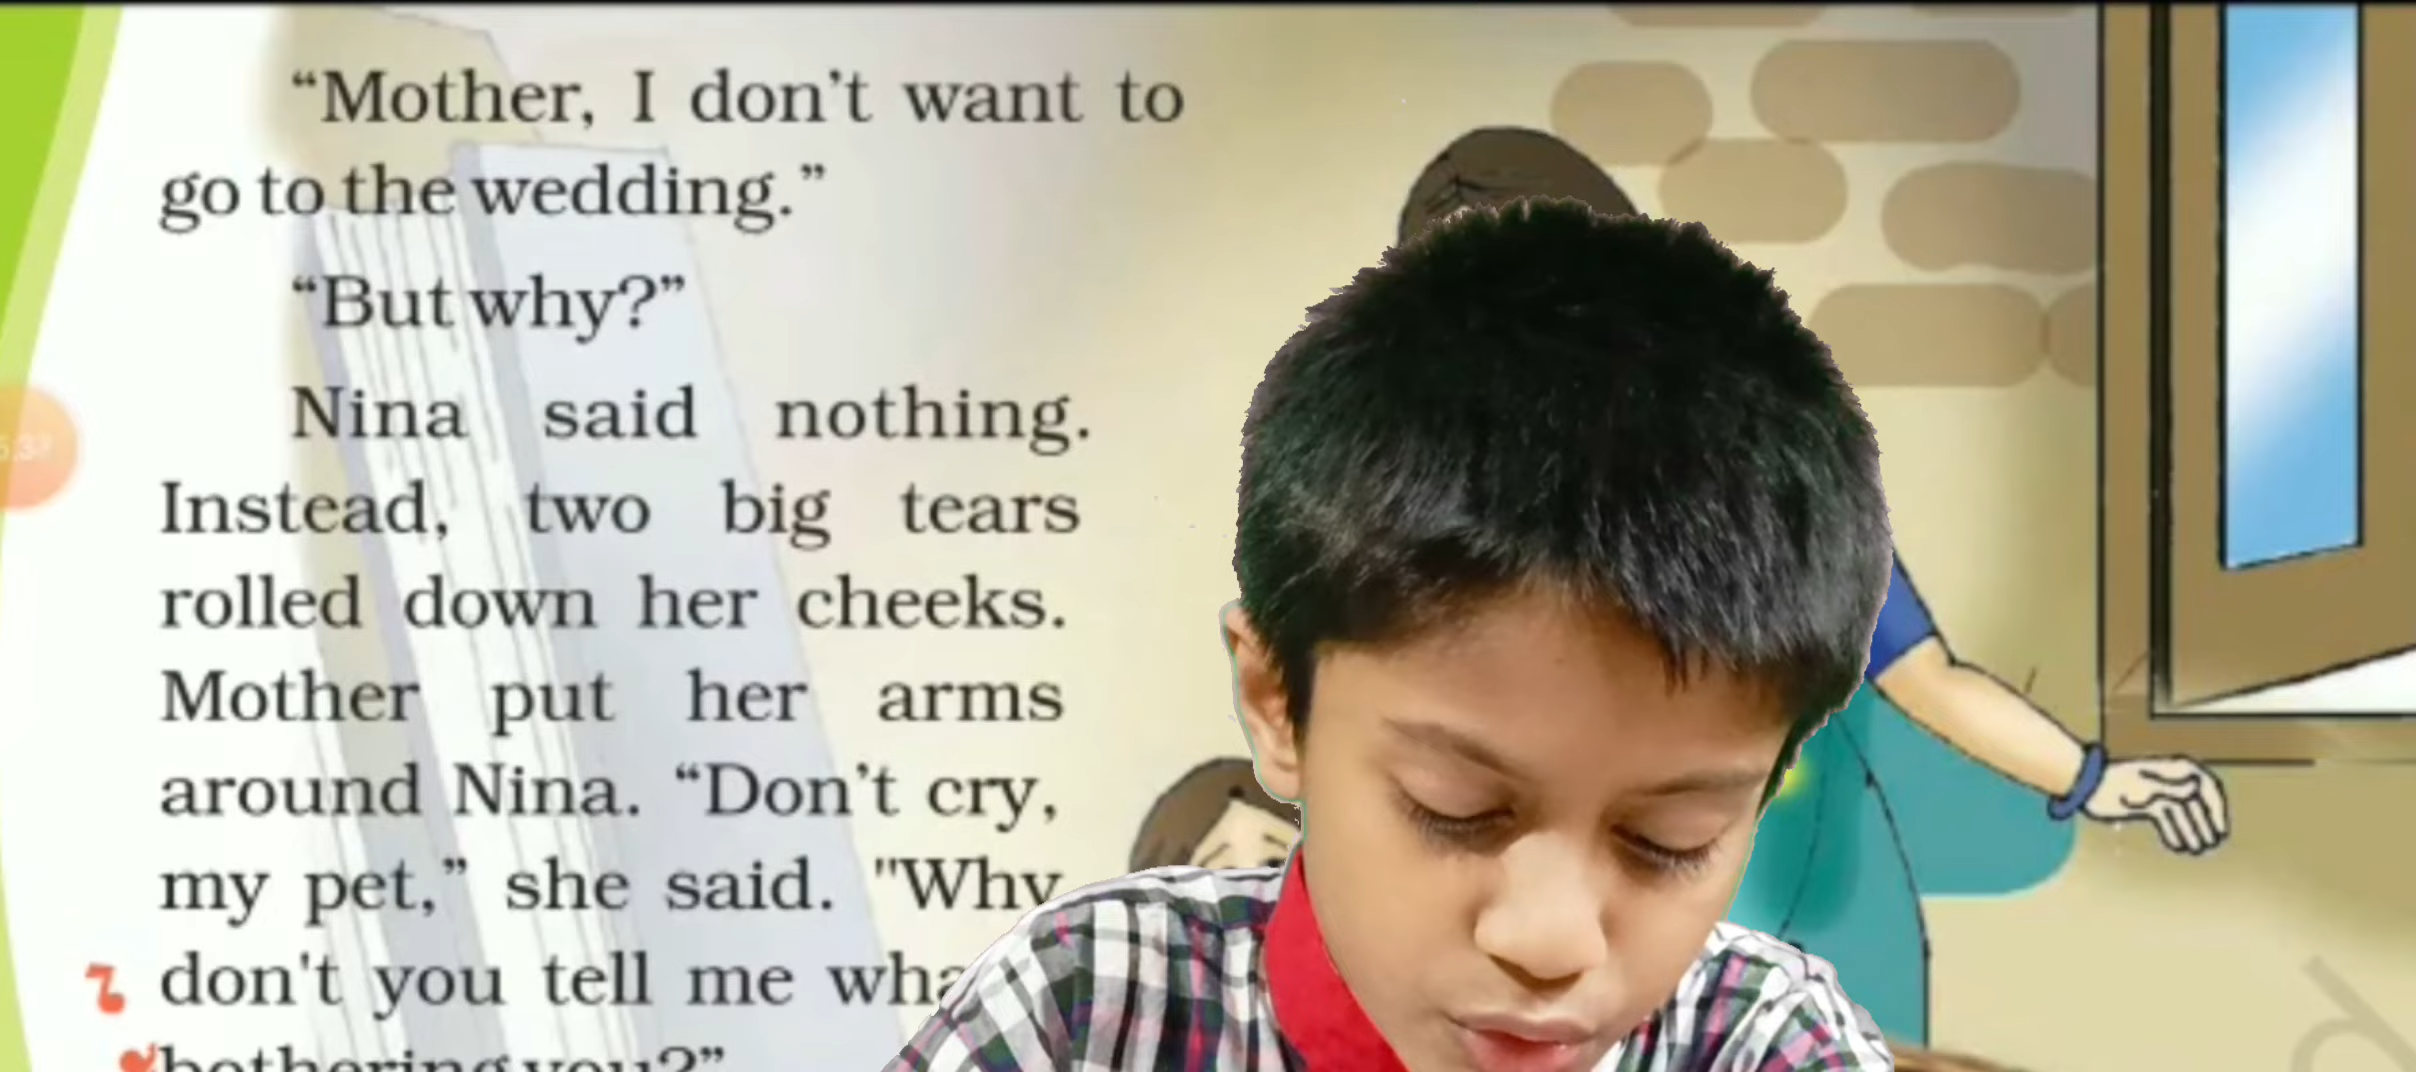 “Mother, I don’t want to
go to the wedding.”
“But why?”
Nina said nothing.
Instead, two big tears
rolled down her cheeks.
Mother put her arms
around Nina. “Don’t cry,
my pet,” she said. "Why
don't you tell me
bothering you?”